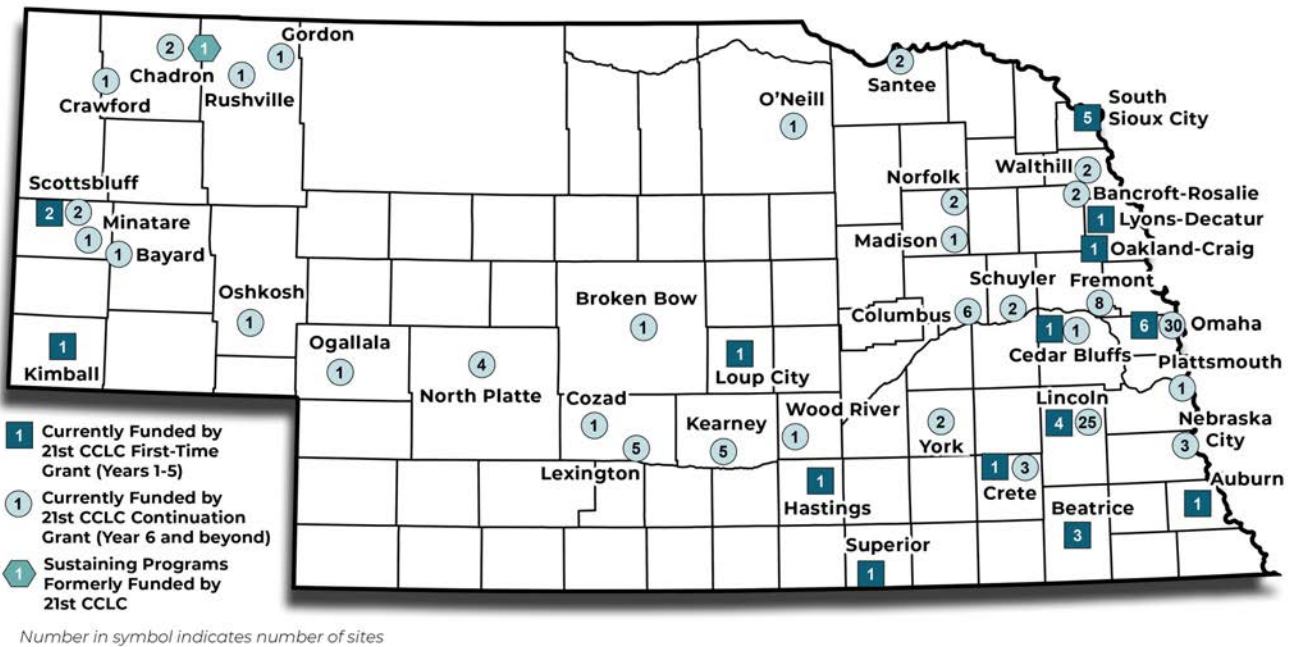 Gordon
2
1
1
Chadron
1
1
Rushville
Crawford
Santee
2
O'Neill
1
South
Sioux City
5
Walthill
2
Norfolk
2
Bancroft-Rosalie
2
1
Lyons-Decatur
Madison
1
1
Oakland-Craig
Scottsbluff
2
2
Minatare
1
1
Bayard
Oshkosh
1
Kimball
1
Ogallala
1
4
North Platte
Broken Bow
1
1
Loup City
Schuyler
2
Fremont
8
Columbus
6
1
1
Cedar Bluffs
6
30
Omaha
Plattsmouth
1
Cozad
1
5
Lexington
Kearney
5
Wood River
1
2
York
Lincoln
4
25
Nebraska
City
3
1
3
Crete
1
Hastings
Auburn
1
Beatrice
3
Superior
1
1
Currently Funded by
21st CCLC First-Time
Grant (Years 1-5)
1
Currently Funded by
21st CCLC Continuation
Grant (Year 6 and beyond)
1
Sustaining Programs
Formerly Funded by
21st CCLC
Number in symbol indicates number of sites